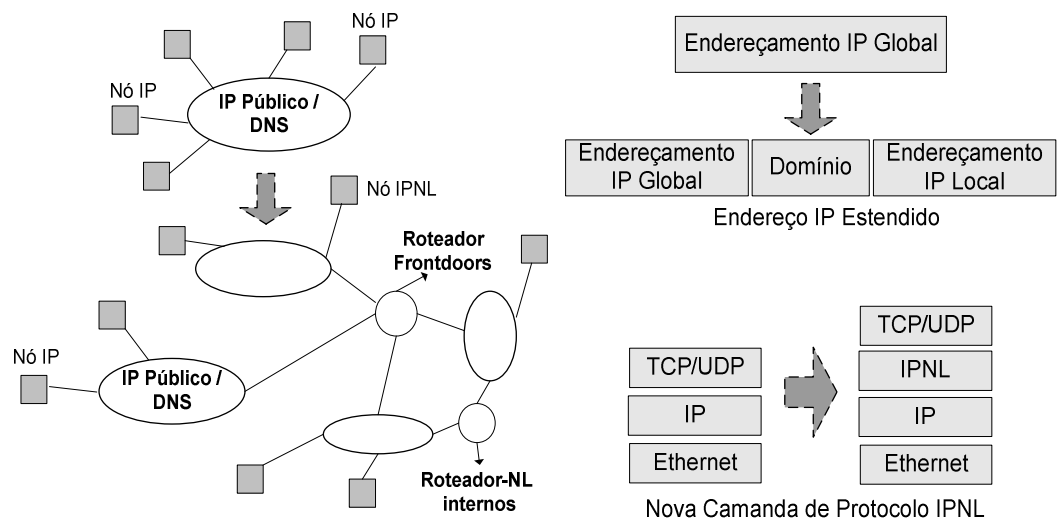 Nó IP
Nó IP
IP Público /
DNS
Nó IPNL
Roteador
Frontdoors
Nó IP
IP Público /
DNS
Roteador-NL
internos
Endereçamento IP Global
Endereçamento
IP Global
Domínio
Endereçamento
IP Local
Endereço IP Estendido
TCP/UDP
IP
Ethernet
TCP/UDP
IPNL
IP
Ethernet
Nova Camanda de Protocolo IPNL